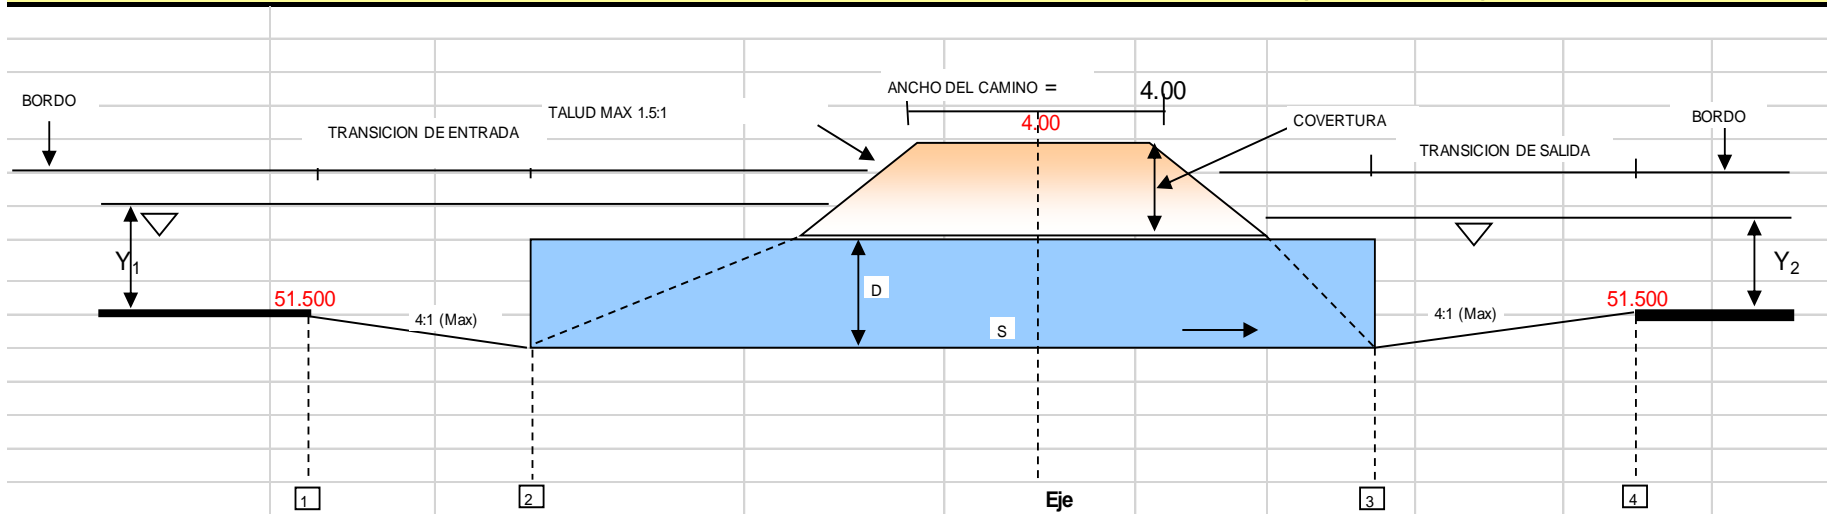 ANCHO DEL CAMINO = 4.00
BORDO
TALUD MAX 1.5:1
4.00
COVERTURA
BORDO
TRANSICION DE ENTRADA
TRANSICION DE SALIDA
Y1
Y2
D
51.500
51.500
4:1 (Max)
4:1 (Max)
S
1
2
Eje
3
4